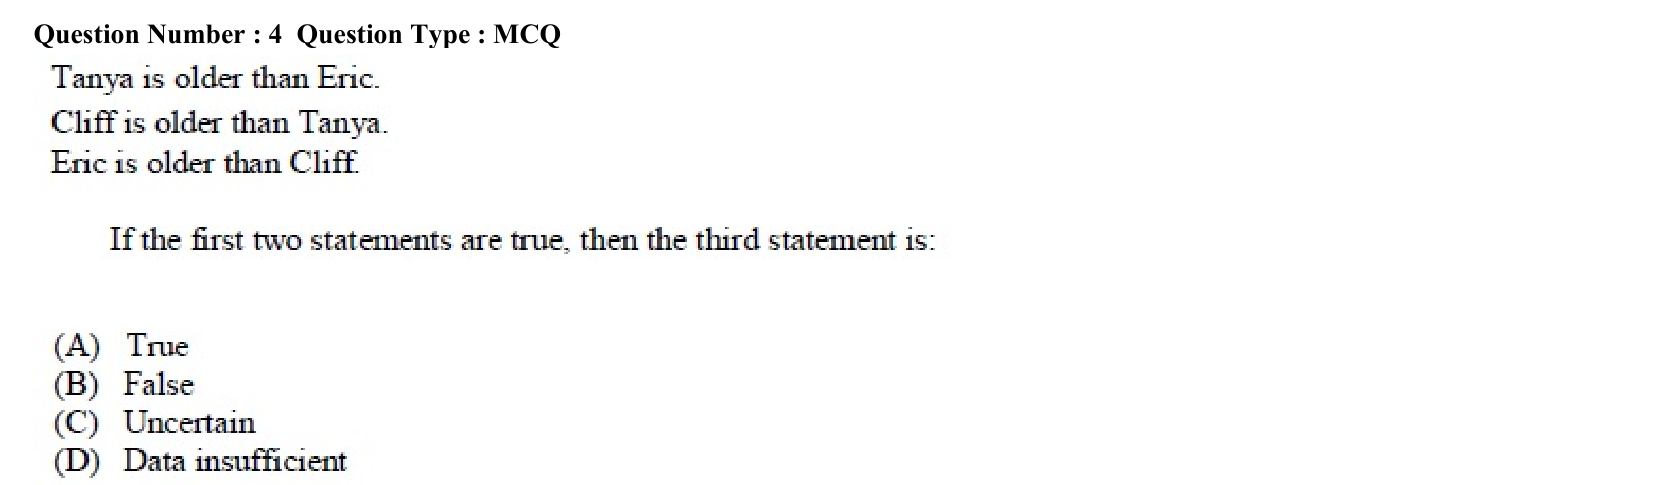 Question Number : 4 Question Type : MCQ
Tanya is older than Eric.
Cliff is older than Tanya.
Eric is older than Cliff.
If the first two statements are true, then the third statement is:
(A) True
(B) False
(C) Uncertain
(D) Data insufficient